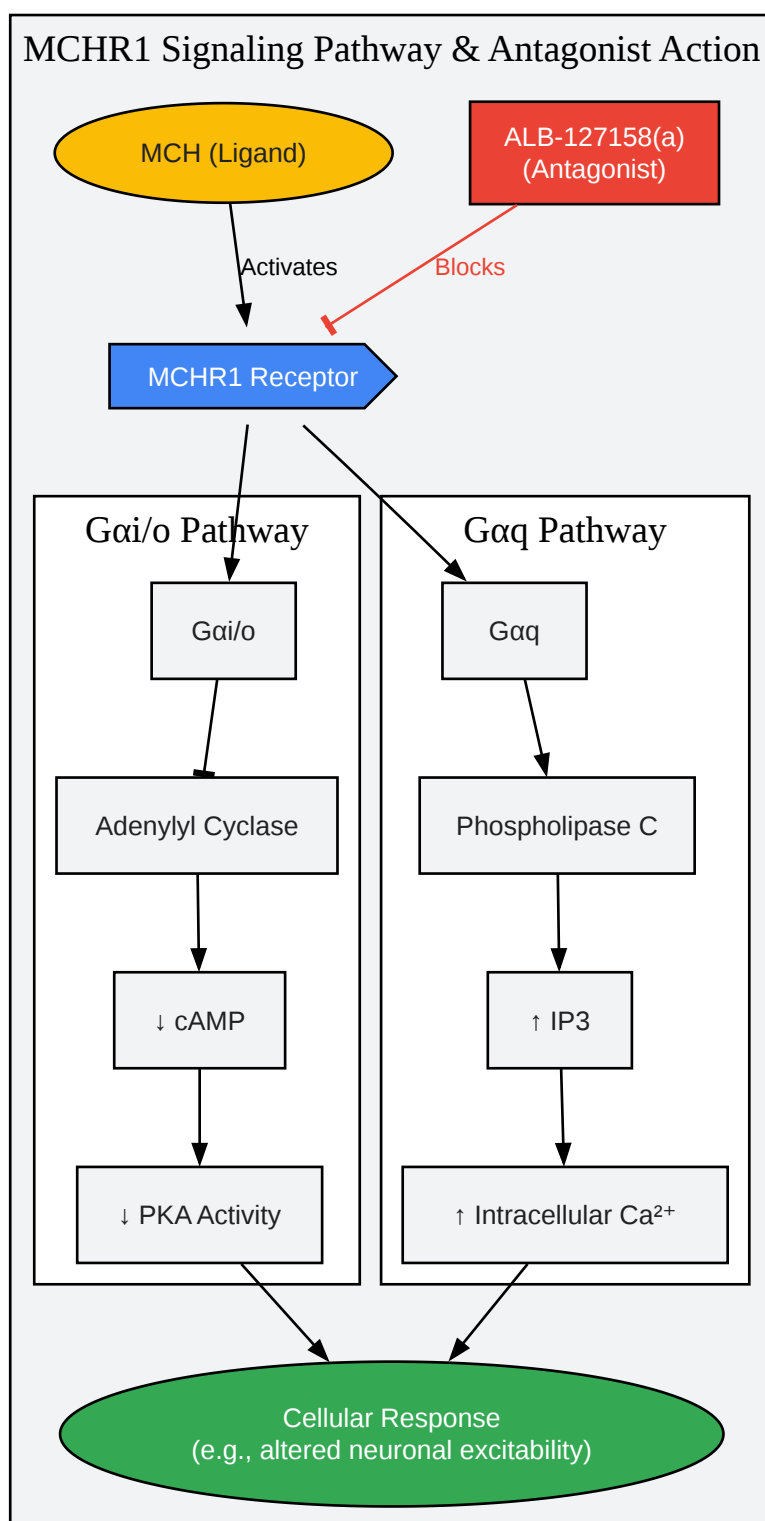 MCHR1 Signaling Pathway & Antagonist Action
MCH (Ligand)
ALB-127158(a)
(Antagonist)
Activates
Blocks
MCHR1 Receptor
Gαi/o Pathway
Gαq Pathway
Gαi/o
Gαq
Adenylyl Cyclase
Phospholipase C
↓ cAMP
↑ IP3
↓ PKA Activity
↑ Intracellular Ca²⁺
Cellular Response
(e.g., altered neuronal excitability)